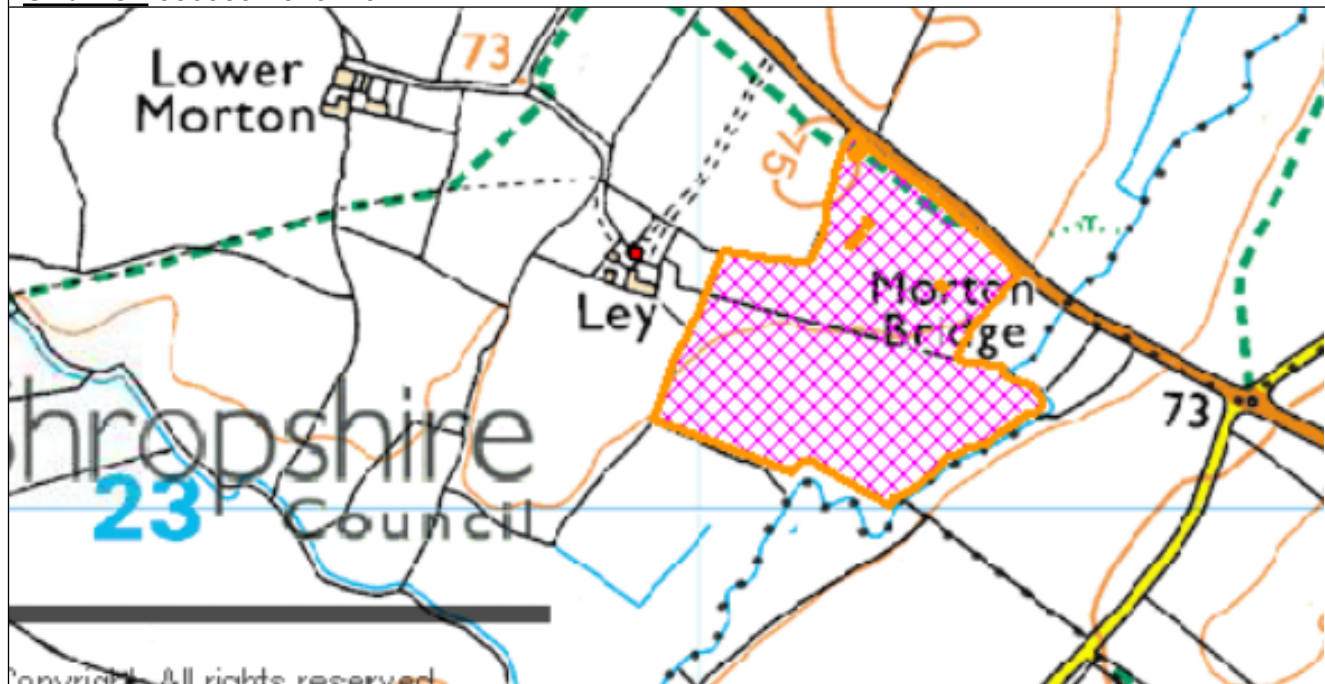 Lower
Morton
73
75
Ley
Morton
Bridge
73
Shropshire
Council
23
Copyright. All rights reserved